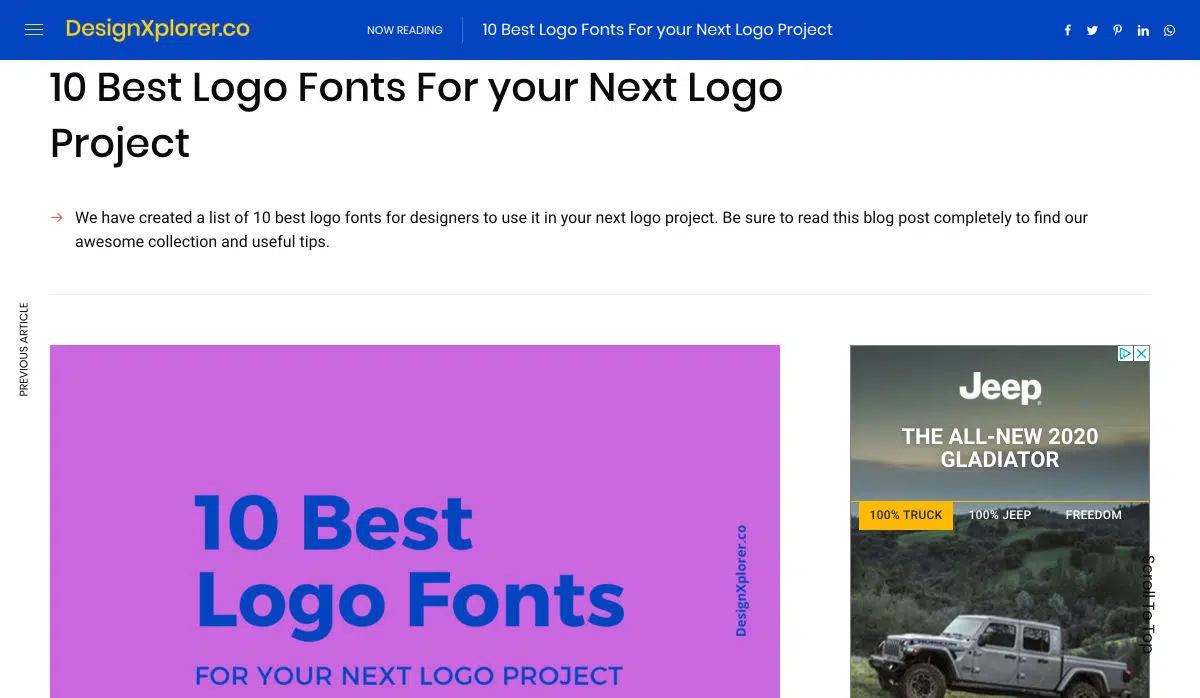 DesignXplorer.co
NOW READING
10 Best Logo Fonts For your Next Logo Project
10 Best Logo Fonts For your Next Logo
Project
We have created a list of 10 best logo fonts for designers to use it in your next logo project. Be sure to read this blog post completely to find our
awesome collection and useful tips.
PREVIOUS ARTICLE
10 Best
Logo Fonts
FOR YOUR NEXT LOGO PROJECT
DesignXplorer.co
Jeep
THE ALL-NEW 2020
GLADIATOR
100% TRUCK
100% JEEP
FREEDOM
Scroll To Top